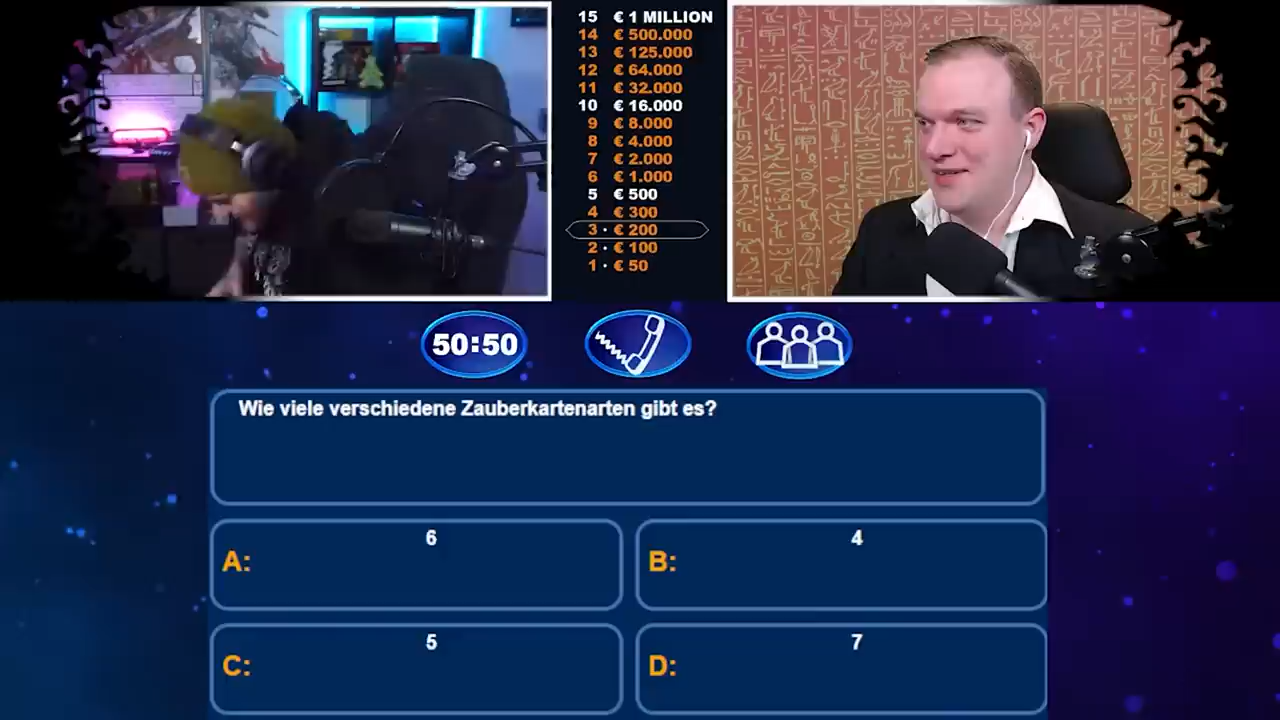 15 € 1 MILLION
14 € 500.000
13 € 125.000
12 € 64.000
11 € 32.000
10 € 16.000
9 € 8.000
8 € 4.000
7 € 2.000
6 € 1.000
5 € 500
4 € 300
3 · € 200
2 · € 100
1 · € 50
50:50
Wie viele verschiedene Zauberkartenarten gibt es?
A: 6
B: 4
C: 5
D: 7